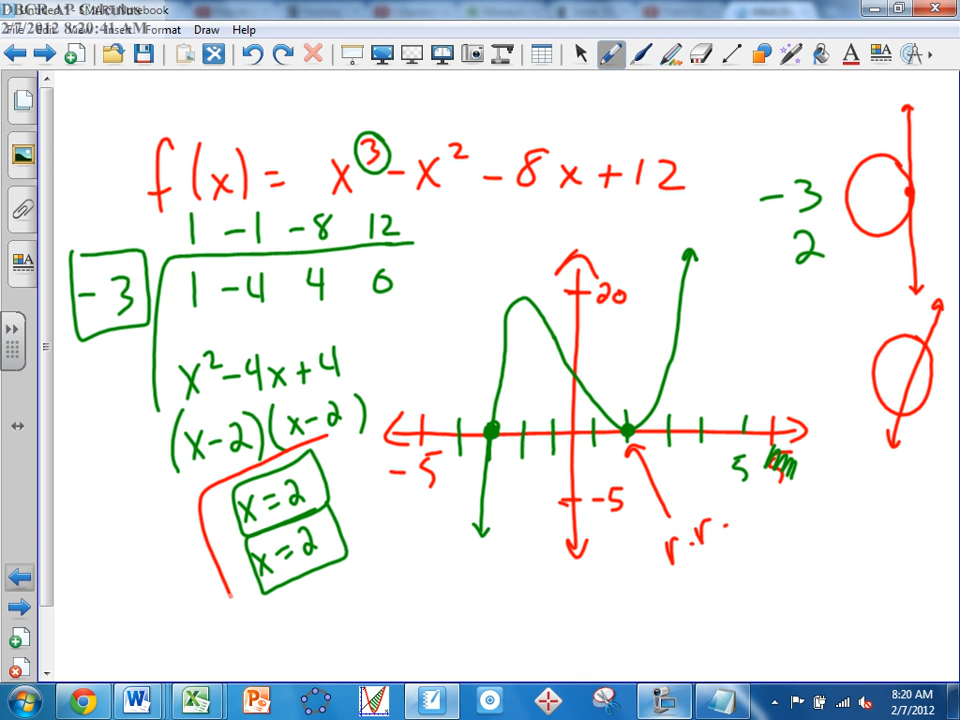 File Edit View Insert Format Draw Help
f(x) = x³ - x² - 8x + 12
1 -1 -8 12
-3
1 -4 4 0
x² - 4x + 4
(x-2)(x-2)
x = 2
x = 2
-3
2
20
-5
5
-5
r.r.
8:20 AM
2/7/2012